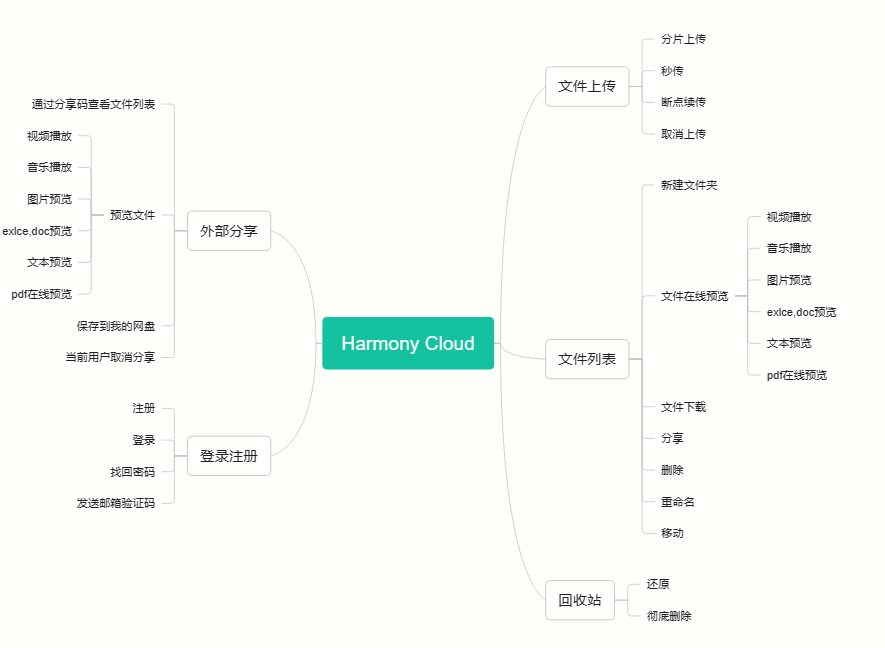 Harmony Cloud
文件上传
分片上传
秒传
断点续传
取消上传
文件列表
新建文件夹
文件在线预览
视频播放
音乐播放
图片预览
exlce,doc预览
文本预览
pdf在线预览
文件下载
分享
删除
重命名
移动
回收站
还原
彻底删除
外部分享
通过分享码查看文件列表
预览文件
视频播放
音乐播放
图片预览
exlce,doc预览
文本预览
pdf在线预览
保存到我的网盘
当前用户取消分享
登录注册
注册
登录
找回密码
发送邮箱验证码